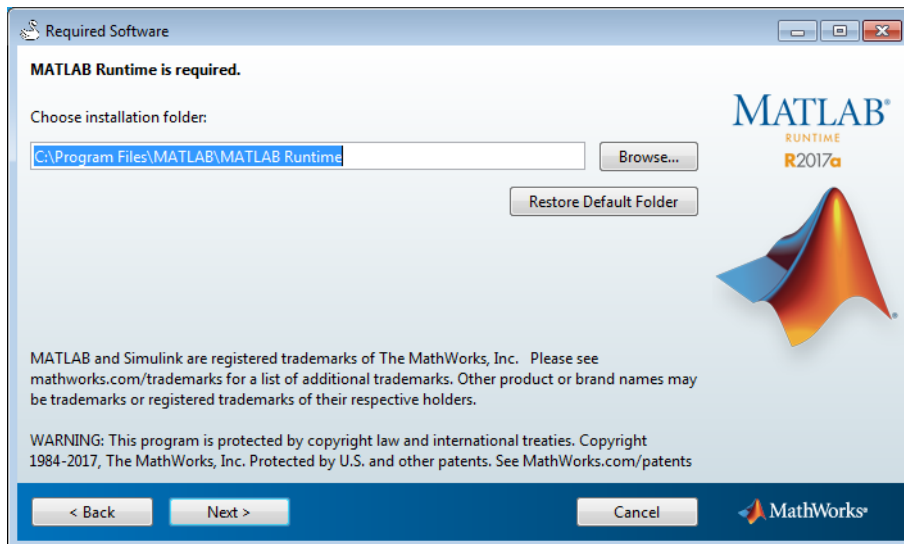 Required Software
MATLAB Runtime is required.
Choose installation folder:
C:\Program Files\MATLAB\MATLAB Runtime
Browse...
Restore Default Folder
MATLAB®
RUNTIME
R2017a
MATLAB and Simulink are registered trademarks of The MathWorks, Inc.   Please see
mathworks.com/trademarks for a list of additional trademarks. Other product or brand names may
be trademarks or registered trademarks of their respective holders.
WARNING: This program is protected by copyright law and international treaties. Copyright
1984-2017, The MathWorks, Inc. Protected by U.S. and other patents. See MathWorks.com/patents
< Back
Next >
Cancel
MathWorks®